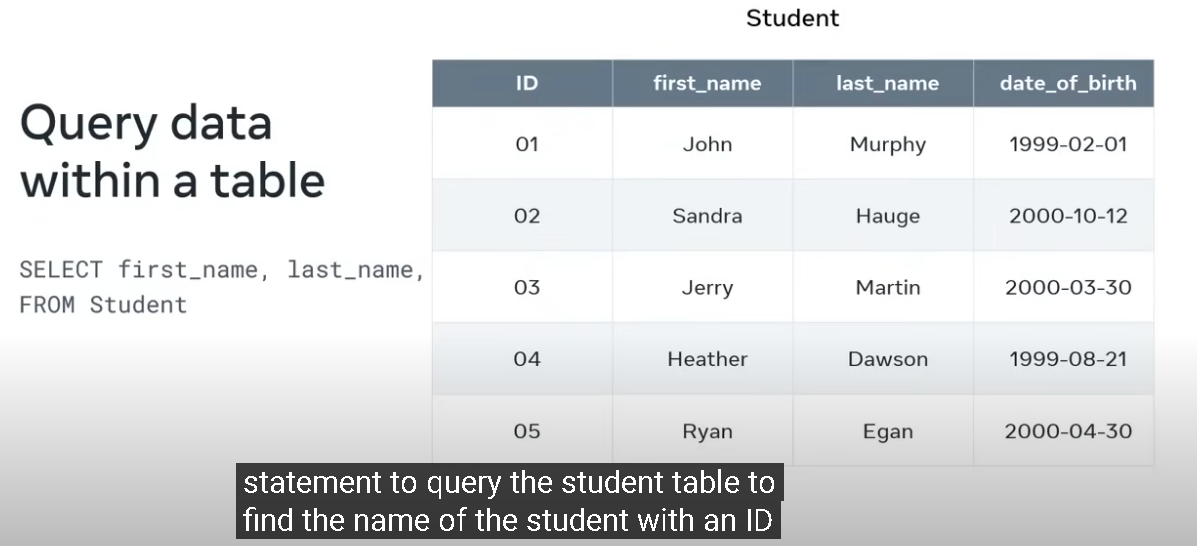 Student
Query data
within a table
SELECT first_name, last_name,
FROM Student
ID first_name last_name date_of_birth
01 John Murphy 1999-02-01
02 Sandra Hauge 2000-10-12
03 Jerry Martin 2000-03-30
04 Heather Dawson 1999-08-21
05 Ryan Egan 2000-04-30
statement to query the student table to
find the name of the student with an ID